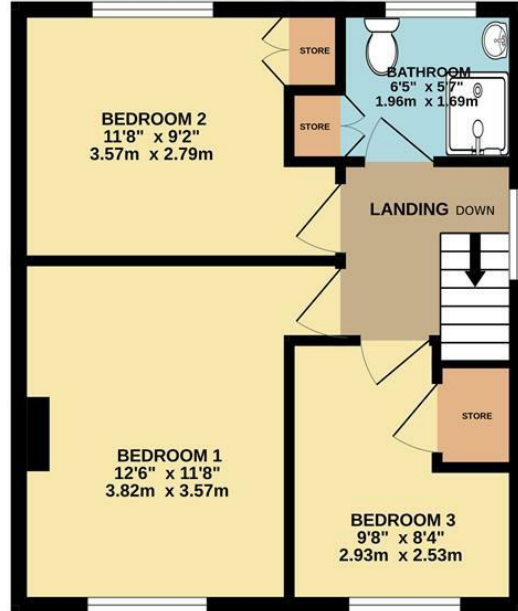 STORE
BATHROOM
6'5" x 5'7"
1.96m x 1.69m
BEDROOM 2
11'8" x 9'2"
3.57m x 2.79m
STORE
LANDING DOWN
STORE
BEDROOM 1
12'6" x 11'8"
3.82m x 3.57m
BEDROOM 3
9'8" x 8'4"
2.93m x 2.53m